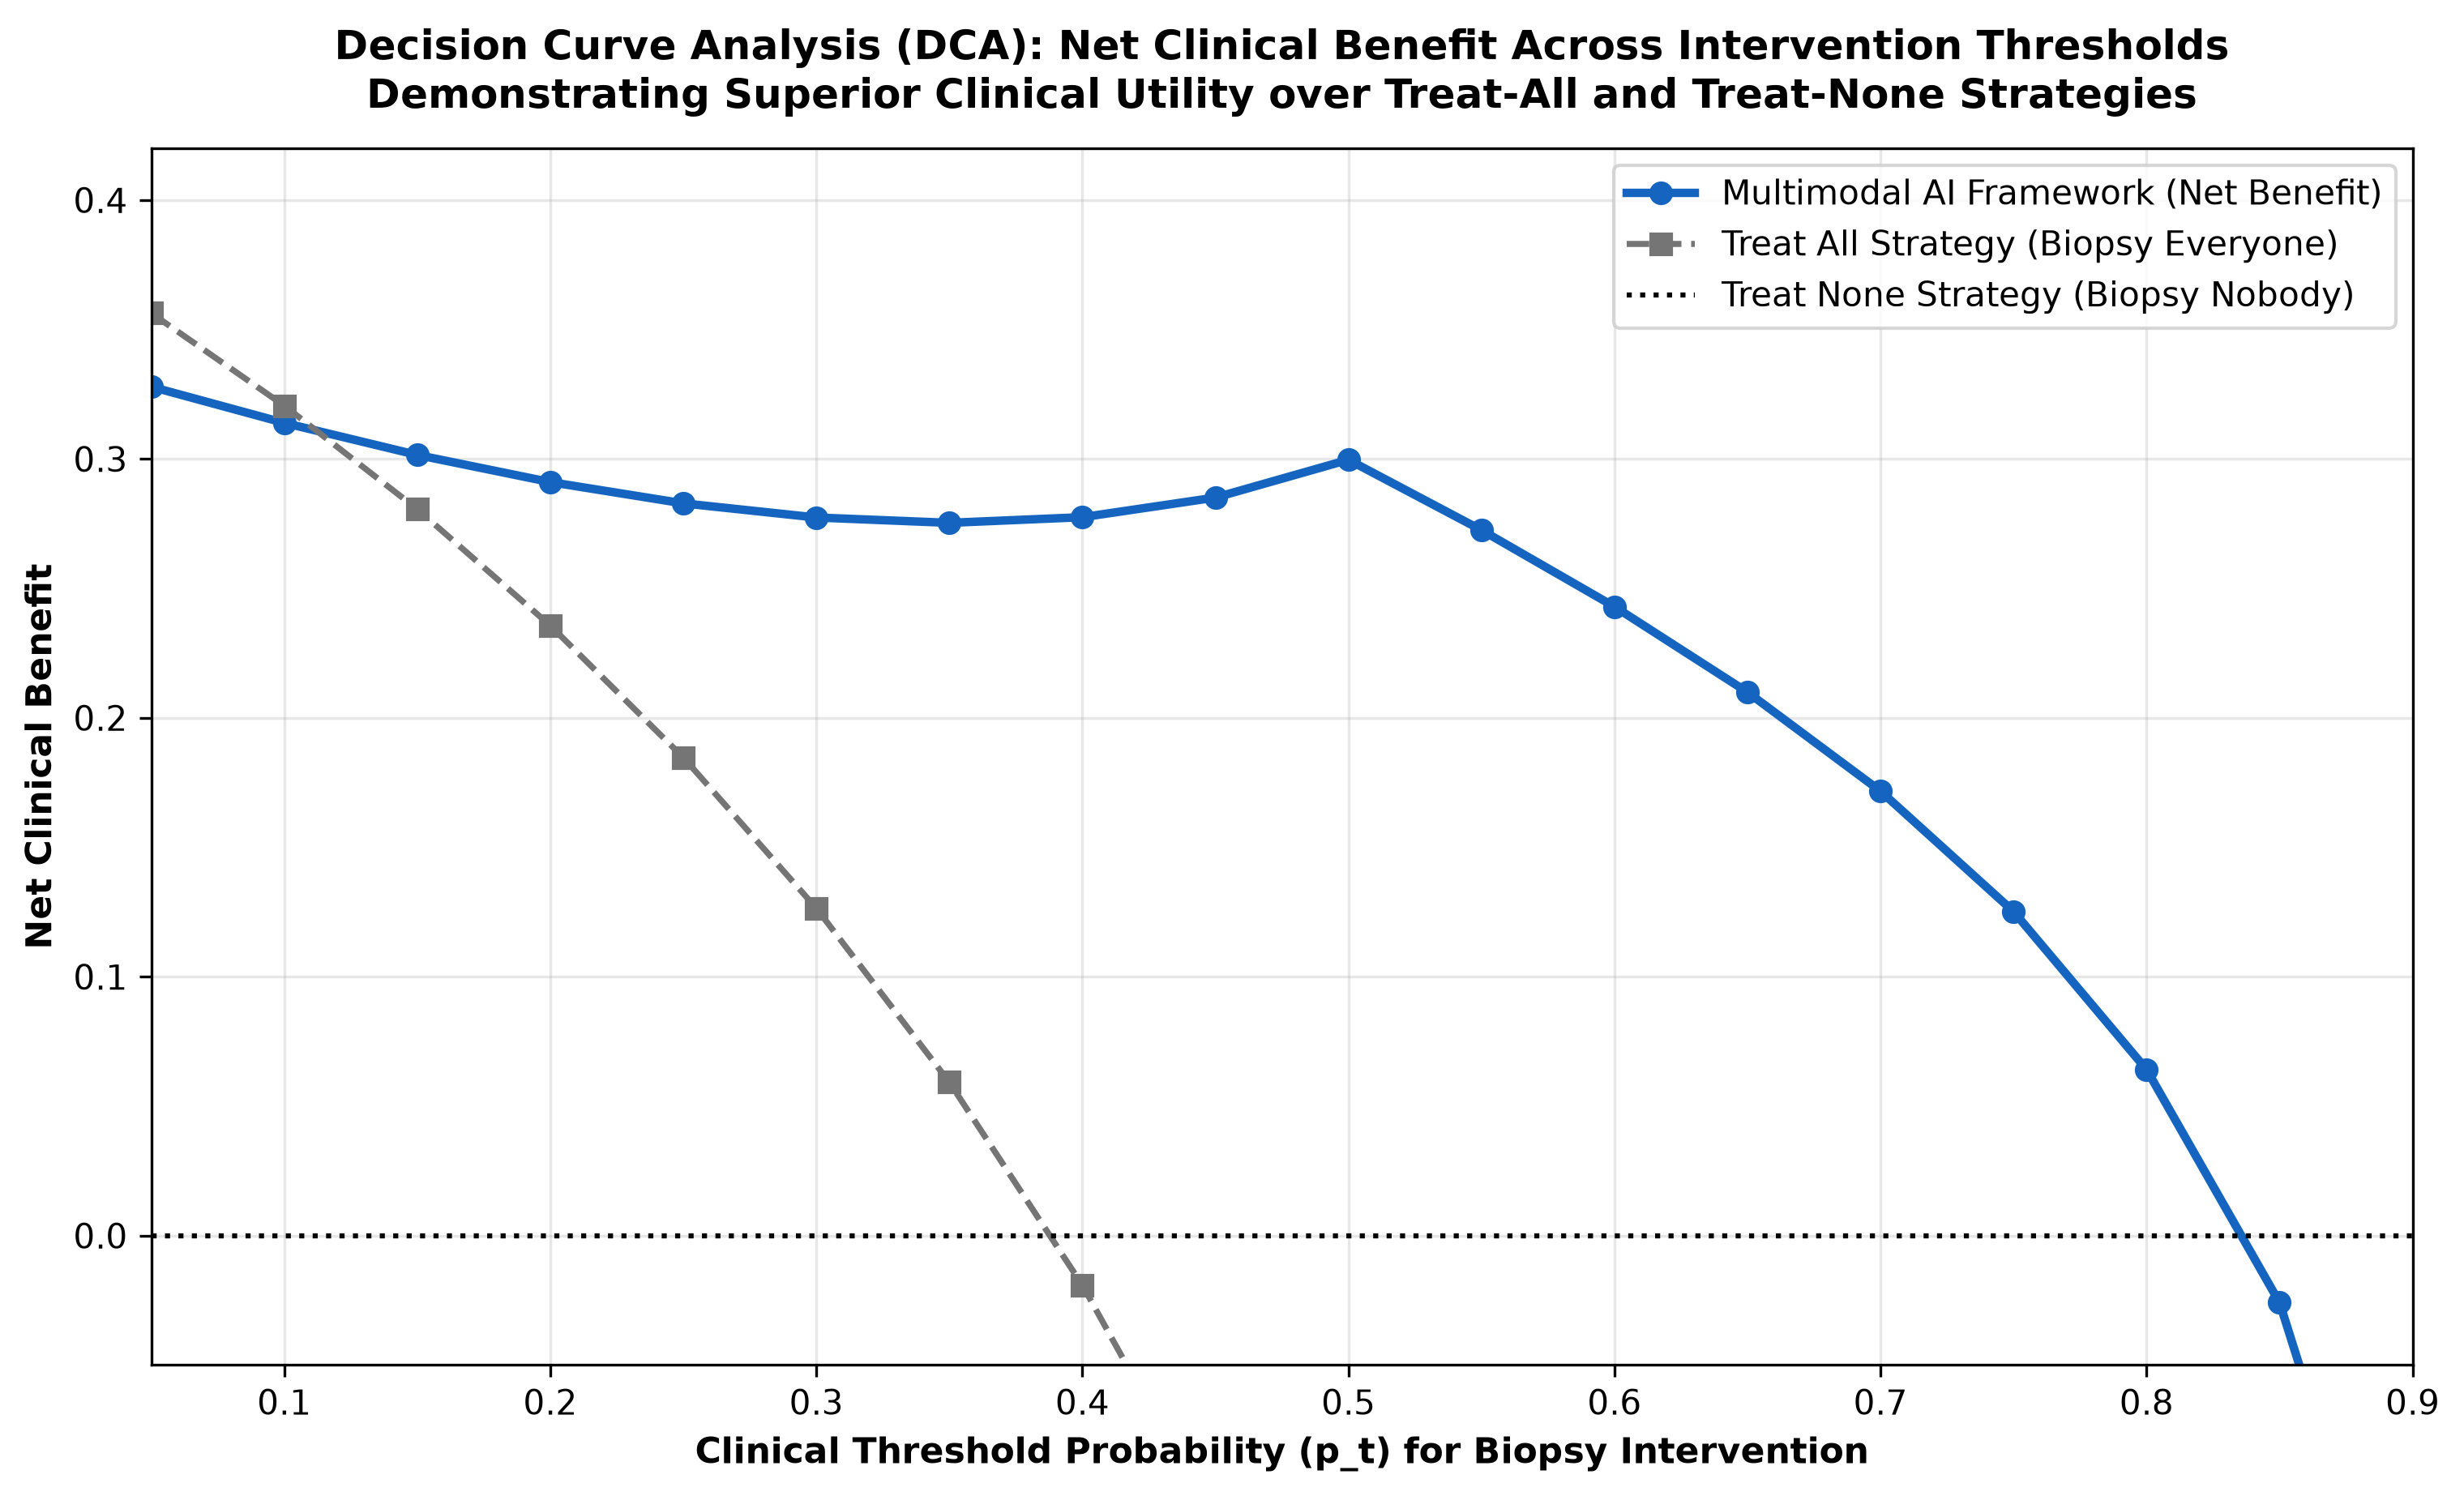 Decision Curve Analysis (DCA): Net Clinical Benefit Across Intervention Thresholds
Demonstrating Superior Clinical Utility over Treat-All and Treat-None Strategies
Multimodal AI Framework (Net Benefit)
Treat All Strategy (Biopsy Everyone)
Treat None Strategy (Biopsy Nobody)
Net Clinical Benefit
0.4
0.3
0.2
0.1
0.0
0.1 0.2 0.3 0.4 0.5 0.6 0.7 0.8 0.9
Clinical Threshold Probability (p_t) for Biopsy Intervention